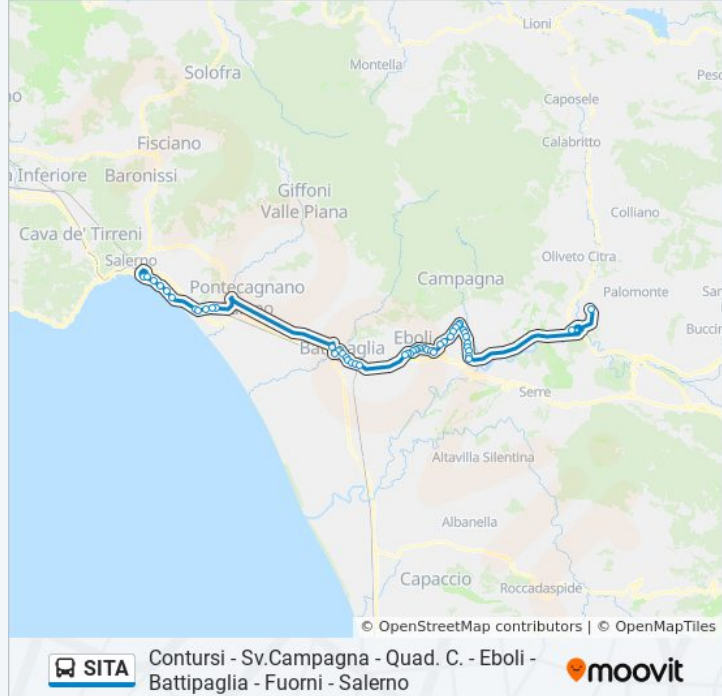 Lioni
Montella
Solofra
Pesc
no
Caposele
Calabritto
Fisciano
a Inferiore
Baronissi
Giffoni
Valle Piana
Colliano
Cava de' Tirreni
Salerno
Oliveto Citra
Campagna
Pontecagnano
Palomonte
Sar
Buccin
Eboli
Battipaglia
Serre
Altavilla Silentina
Albanella
Capaccio
Roccadaspide
© OpenStreetMap contributors | © OpenMapTiles
SITA
Contursi - Sv.Campagna - Quad. C. - Eboli -
Battipaglia - Fuorni - Salerno
moovit